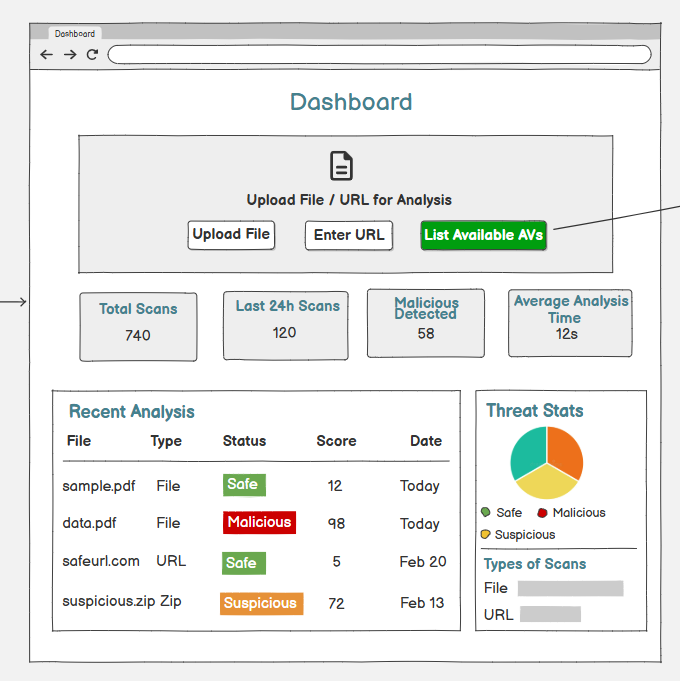 Dashboard
Dashboard
Upload File / URL for Analysis
Upload File Enter URL List Available AVs
Total Scans
740
Last 24h Scans
120
Malicious
Detected
58
Average Analysis
Time
12s
Recent Analysis
File Type Status Score Date
sample.pdf File Safe 12 Today
data.pdf File Malicious 98 Today
safeurl.com URL Safe 5 Feb 20
suspicious.zip Zip Suspicious 72 Feb 13
Threat Stats
Safe Malicious
Suspicious
Types of Scans
File
URL